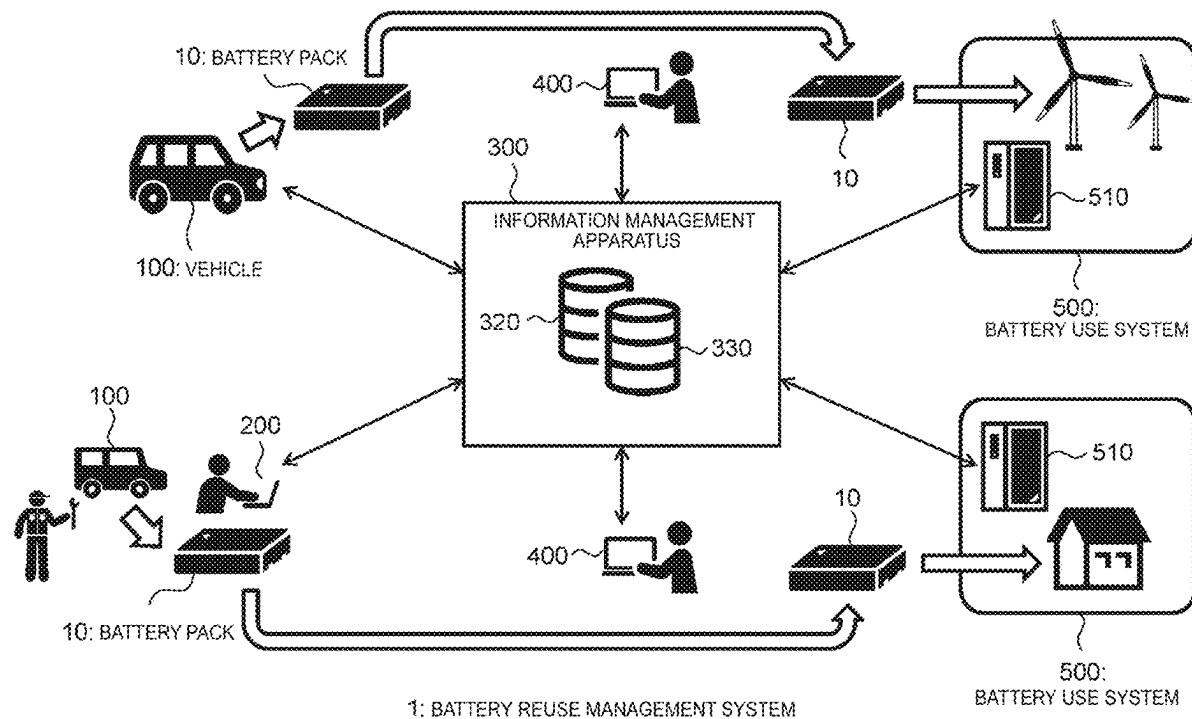 10: BATTERY PACK
400
10
300
510
INFORMATION MANAGEMENT
APPARATUS
100: VEHICLE
320
330
500:
BATTERY USE SYSTEM
100
200
510
10
400
10: BATTERY PACK
500:
BATTERY USE SYSTEM
1: BATTERY REUSE MANAGEMENT SYSTEM